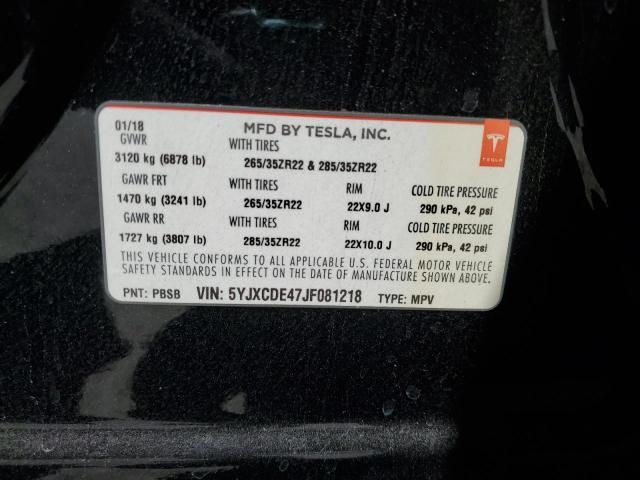 01/18 MFD BY TESLA, INC.
GVWR WITH TIRES
3120 kg (6878 lb) 265/35ZR22 & 285/35ZR22
TESLA
GAWR FRT WITH TIRES RIM COLD TIRE PRESSURE
1470 kg (3241 lb) 265/35ZR22 22X9.0 J 290 kPa, 42 psi
GAWR RR WITH TIRES RIM COLD TIRE PRESSURE
1727 kg (3807 lb) 285/35ZR22 22X10.0 J 290 kPa, 42 psi
THIS VEHICLE CONFORMS TO ALL APPLICABLE U.S. FEDERAL MOTOR VEHICLE
SAFETY STANDARDS IN EFFECT ON THE DATE OF MANUFACTURE SHOWN ABOVE.
PNT: PBSB VIN: 5YJXCDE47JF081218 TYPE: MPV